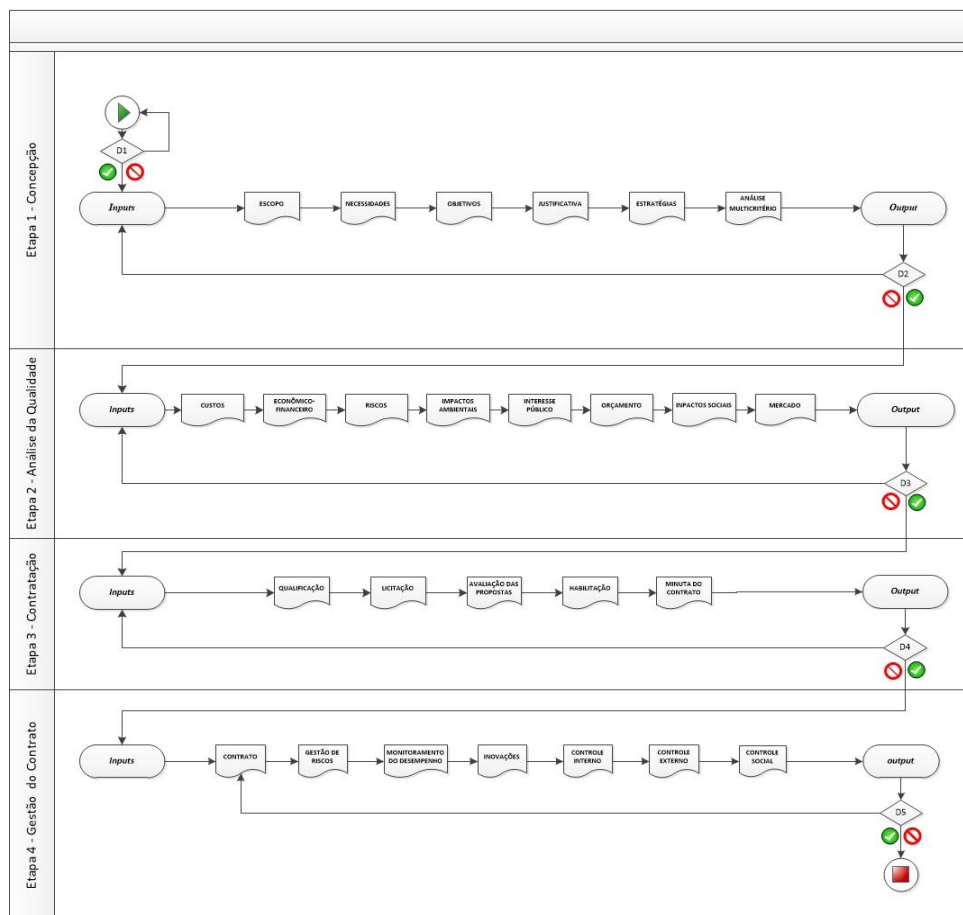 Etapa 1 - Concepção
D1
Inputs
ESCOPO
NECESSIDADES
OBJETIVOS
JUSTIFICATIVA
ESTRATÉGIAS
ANÁLISE
MULTICRITÉRIO
Output
D2
Etapa 2 - Análise da Qualidade
Inputs
CUSTOS
ECONÔMICO-
FINANCEIRO
RISCOS
IMPACTOS
AMBIENTAIS
INTERESSE
PÚBLICO
ORÇAMENTO
INPACTOS SOCIAIS
MERCADO
Output
D3
Etapa 3 - Contratação
Inputs
QUALIFICAÇÃO
LICITAÇÃO
AVALIAÇÃO DAS
PROPOSTAS
HABILITAÇÃO
MINUTA DO
CONTRATO
Output
D4
Etapa 4 - Gestão do Contrato
Inputs
CONTRATO
GESTÃO DE
RISCOS
MONITORAMENTO
DO DESEMPENHO
INOVAÇÕES
CONTROLE
INTERNO
CONTROLE
EXTERNO
CONTROLE
SOCIAL
output
D5